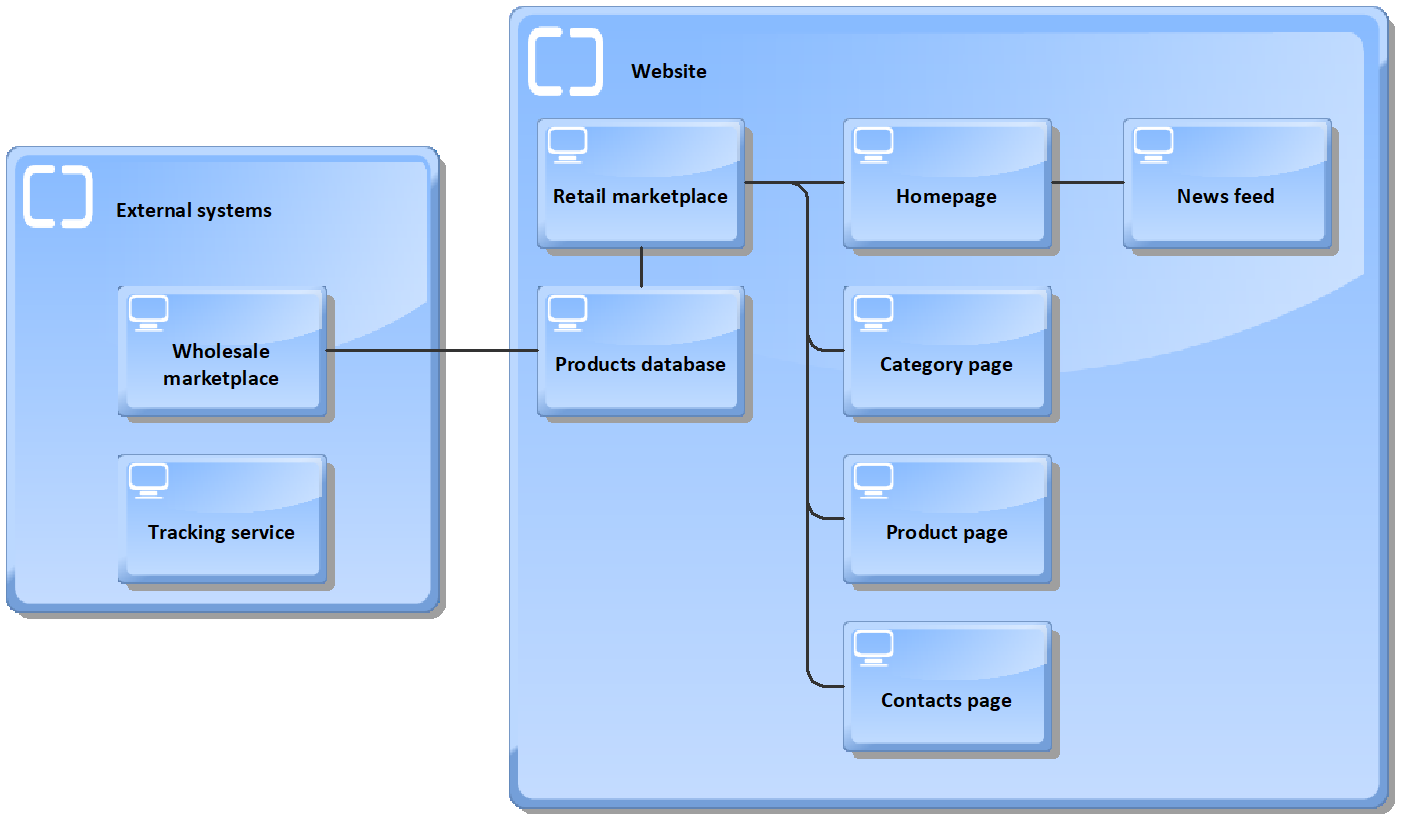 Website
Retail marketplace
Homepage
News feed
External systems
Wholesale
marketplace
Products database
Category page
Tracking service
Product page
Contacts page